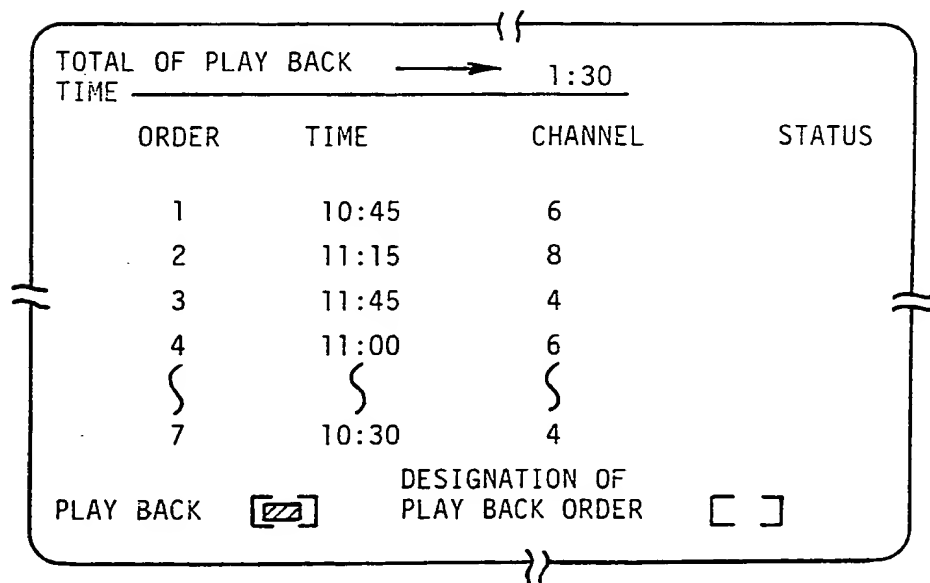 TOTAL OF PLAY BACK 1:30
TIME
ORDER TIME CHANNEL STATUS
1 10:45 6
2 11:15 8
3 11:45 4
4 11:00 6
7 10:30 4
DESIGNATION OF
PLAY BACK [ ] PLAY BACK ORDER [ ]